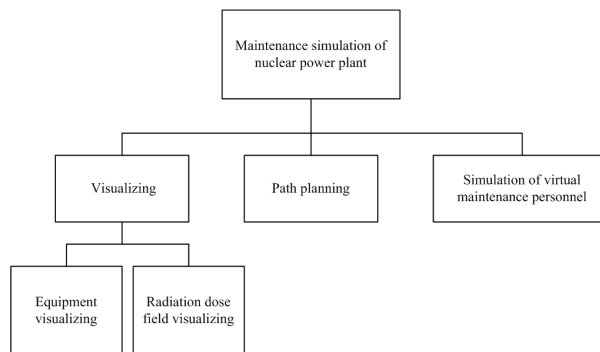 Maintenance simulation of
nuclear power plant
Visualizing
Path planning
Simulation of virtual
maintenance personnel
Equipment
visualizing
Radiation dose
field visualizing